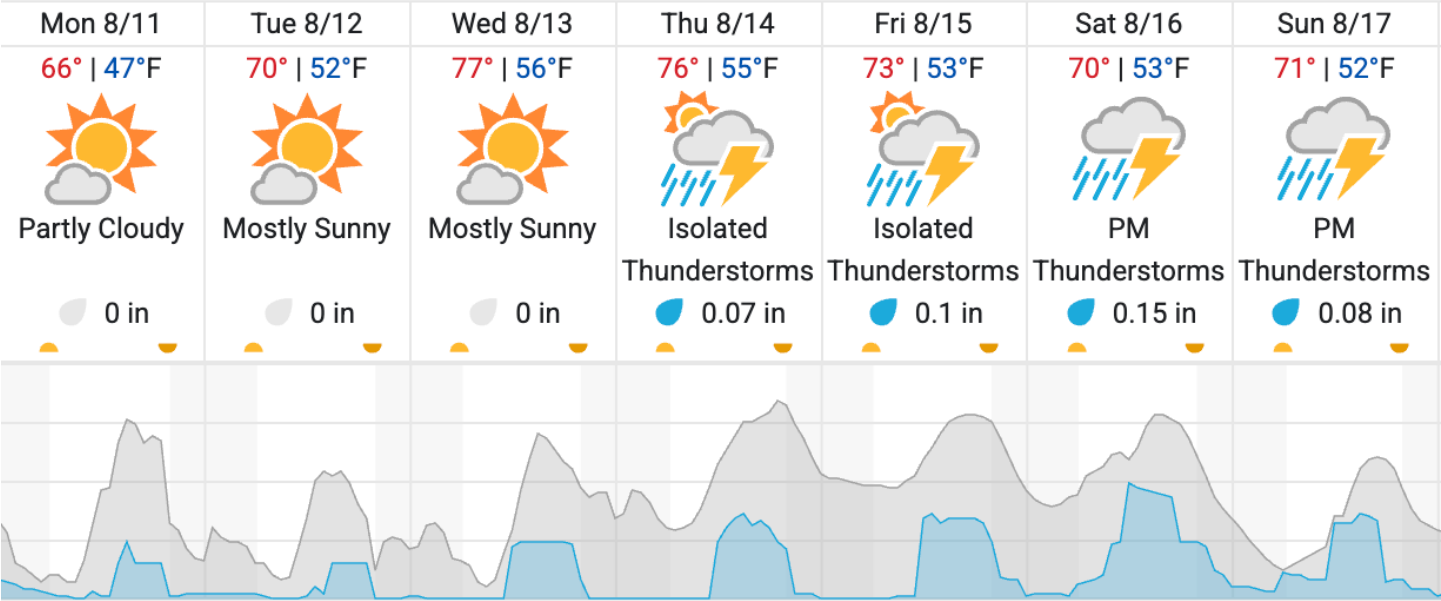 Mon 8/11 Tue 8/12 Wed 8/13 Thu 8/14 Fri 8/15 Sat 8/16 Sun 8/17
66° | 47°F 70° | 52°F 77° | 56°F 76° | 55°F 73° | 53°F 70° | 53°F 71° | 52°F
Partly Cloudy Mostly Sunny Mostly Sunny Isolated Isolated PM PM
Thunderstorms Thunderstorms Thunderstorms Thunderstorms
0 in 0 in 0 in 0.07 in 0.1 in 0.15 in 0.08 in